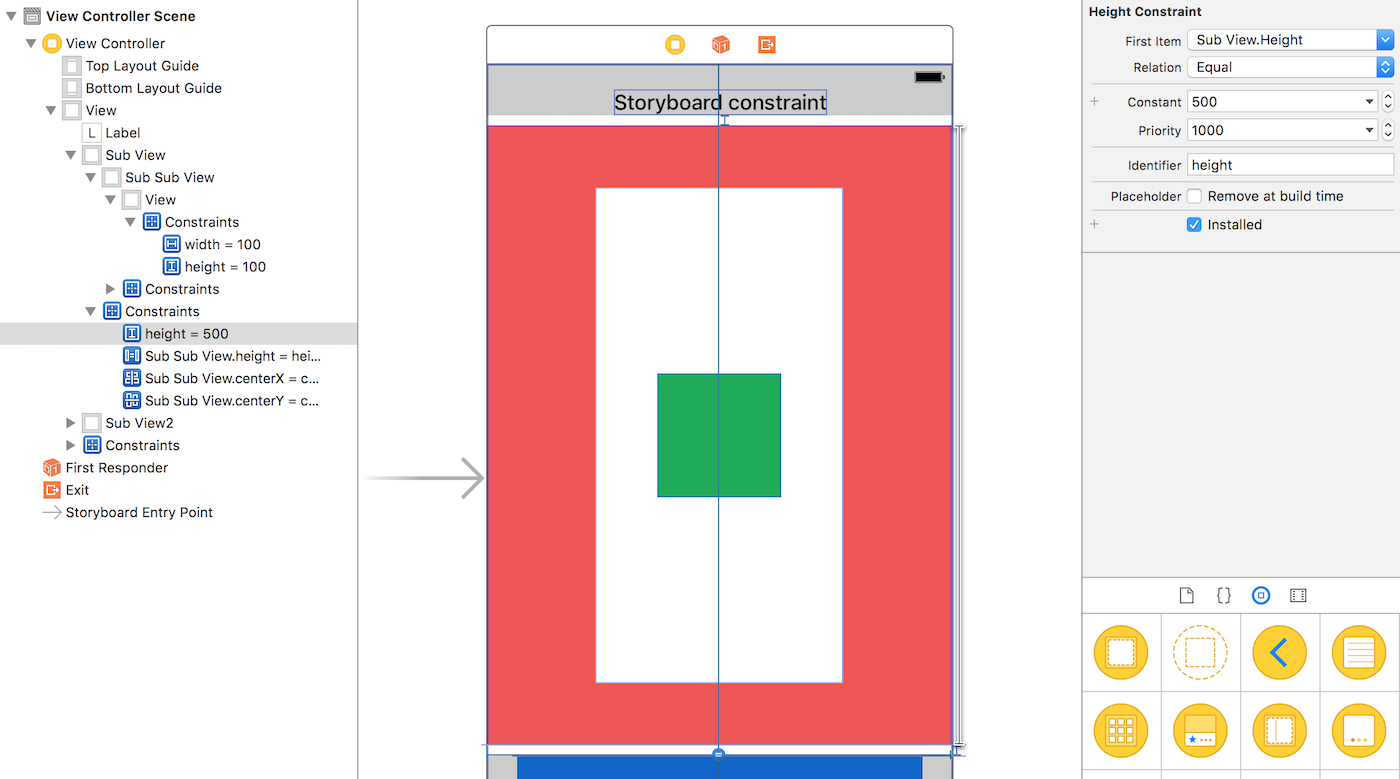 View Controller Scene
View Controller
Top Layout Guide
Bottom Layout Guide
View
L Label
Sub View
Sub Sub View
View
Constraints
width = 100
height = 100
Constraints
Constraints
height = 500
Sub Sub View.height = hei...
Sub Sub View.centerX = c...
Sub Sub View.centerY = c...
Sub View2
Constraints
First Responder
Exit
Storyboard Entry Point
Storyboard constraint
Height Constraint
First Item Sub View.Height
Relation Equal
Constant 500
Priority 1000
Identifier height
Placeholder Remove at build time
Installed